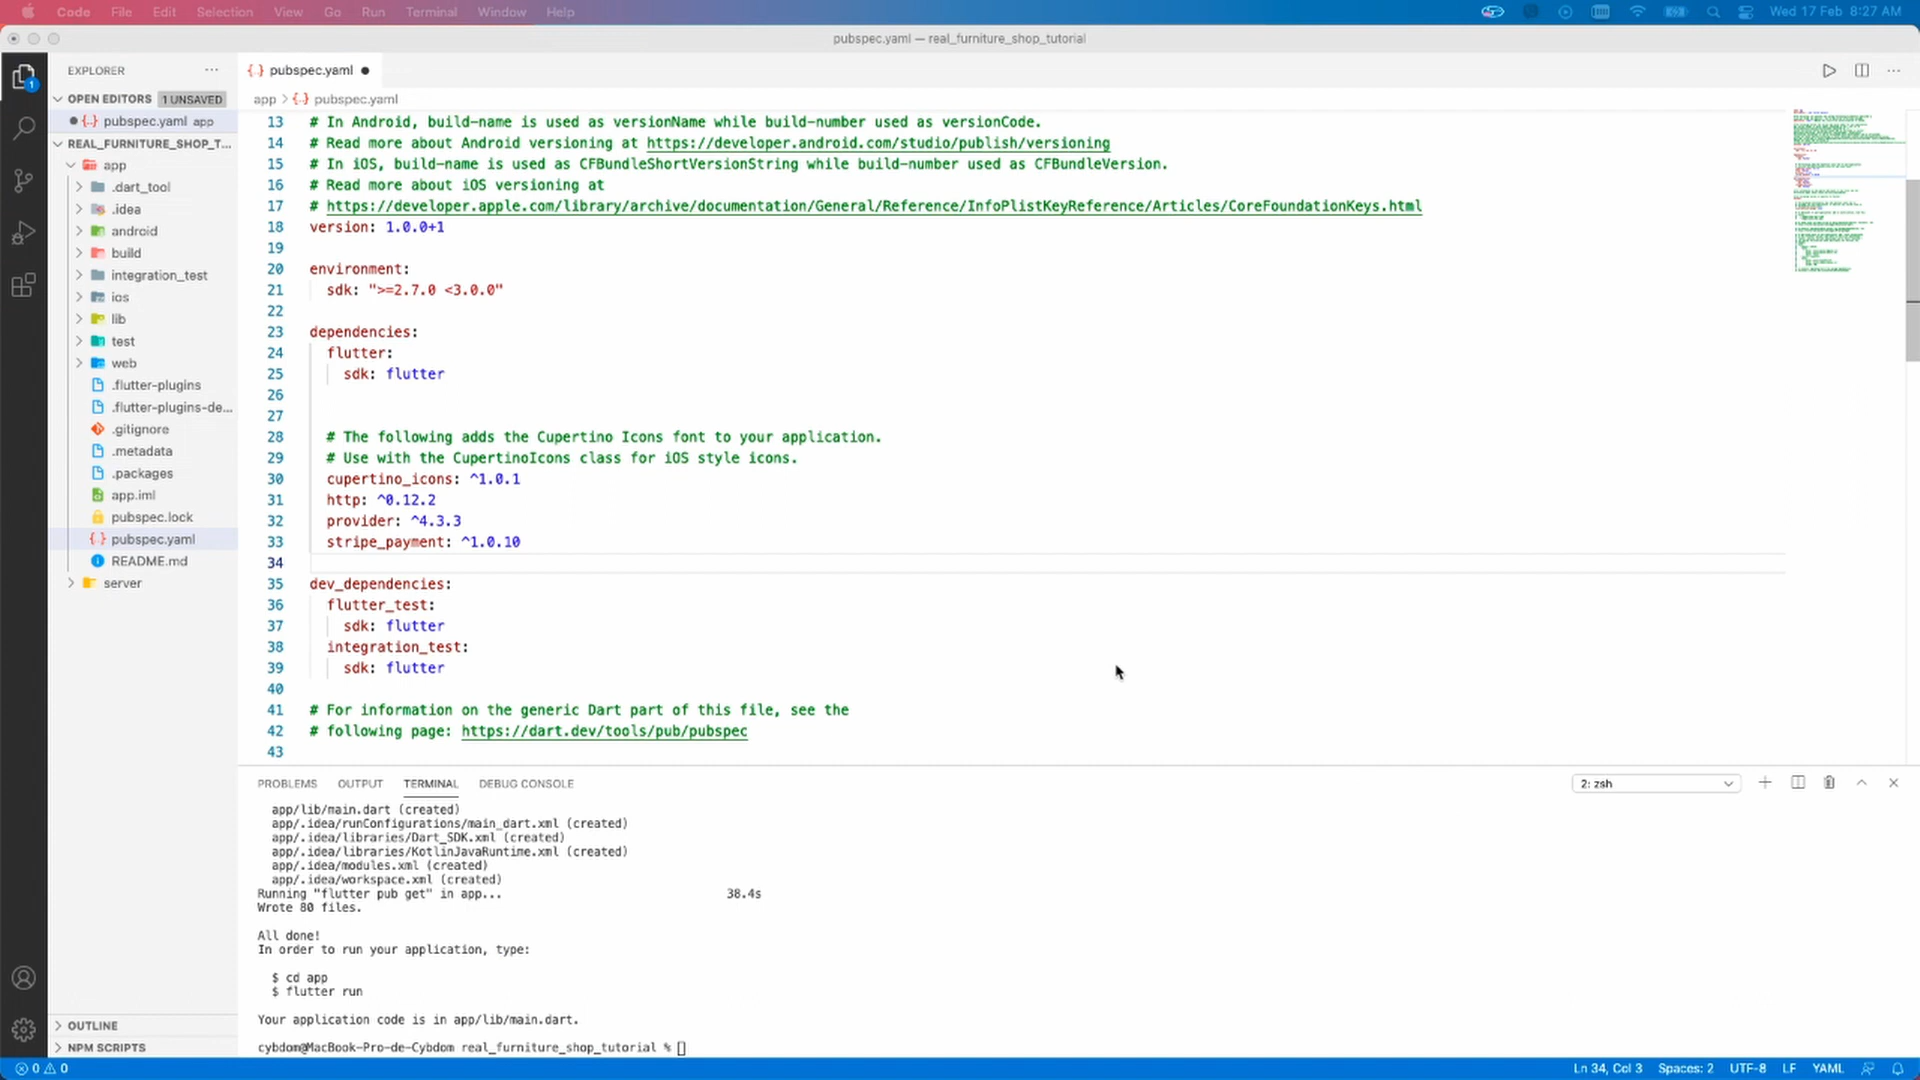 Code File Edit Selection View Go Run Terminal Window Help
Wed 17 Feb 8:27 AM
pubspec.yaml — real_furniture_shop_tutorial
EXPLORER
OPEN EDITORS 1 UNSAVED
pubspec.yaml app
REAL_FURNITURE_SHOP_T...
app
.dart_tool
.idea
android
build
integration_test
ios
lib
test
web
.flutter-plugins
.flutter-plugins-de...
.gitignore
.metadata
.packages
app.iml
pubspec.lock
pubspec.yaml
README.md
server
OUTLINE
NPM SCRIPTS
pubspec.yaml
app > pubspec.yaml
13 # In Android, build-name is used as versionName while build-number used as versionCode.
14 # Read more about Android versioning at https://developer.android.com/studio/publish/versioning
15 # In iOS, build-name is used as CFBundleShortVersionString while build-number used as CFBundleVersion.
16 # Read more about iOS versioning at
17 # https://developer.apple.com/library/archive/documentation/General/Reference/InfoPlistKeyReference/Articles/CoreFoundationKeys.html
18 version: 1.0.0+1
19
20 environment:
21 sdk: ">=2.7.0 <3.0.0"
22
23 dependencies:
24 flutter:
25 sdk: flutter
26
27
28 # The following adds the Cupertino Icons font to your application.
29 # Use with the CupertinoIcons class for iOS style icons.
30 cupertino_icons: ^1.0.1
31 http: ^0.12.2
32 provider: ^4.3.3
33 stripe_payment: ^1.0.10
34
35 dev_dependencies:
36 flutter_test:
37 sdk: flutter
38 integration_test:
39 sdk: flutter
40
41 # For information on the generic Dart part of this file, see the
42 # following page: https://dart.dev/tools/pub/pubspec
43
PROBLEMS OUTPUT TERMINAL DEBUG CONSOLE
2: zsh
app/lib/main.dart (created)
app/.idea/runConfigurations/main_dart.xml (created)
app/.idea/libraries/Dart_SDK.xml (created)
app/.idea/libraries/KotlinJavaRuntime.xml (created)
app/.idea/modules.xml (created)
app/.idea/workspace.xml (created)
Running "flutter pub get" in app... 38.4s
Wrote 80 files.
All done!
In order to run your application, type:
$ cd app
$ flutter run
Your application code is in app/lib/main.dart.
cybdom@MacBook-Pro-de-Cybdom real_furniture_shop_tutorial %
0 0
Ln 34, Col 3 Spaces: 2 UTF-8 LF YAML